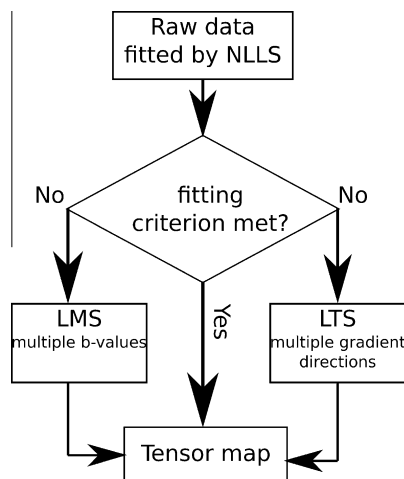 Raw data
fitted by NLLS
No
No
fitting
criterion met?
Yes
LMS
multiple b-values
LTS
multiple gradient
directions
Tensor map